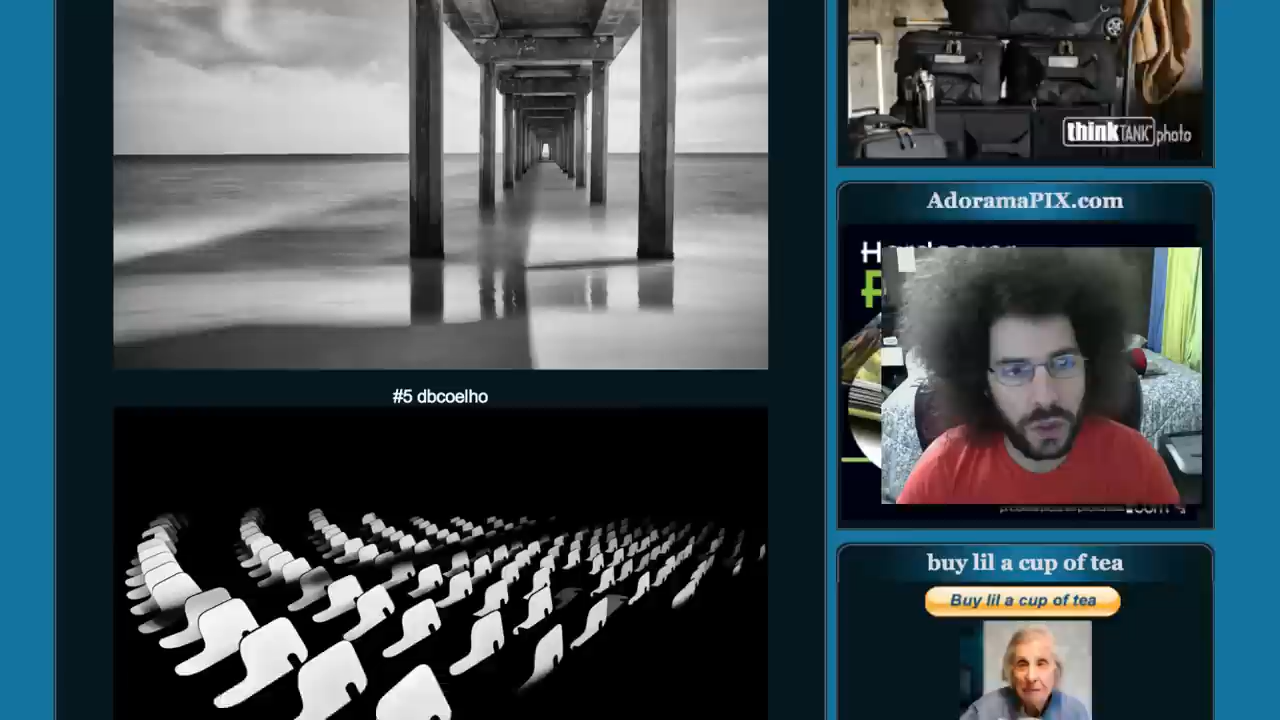 thinkTANK photo
AdoramaPIX.com
#5 dbcoelho
buy lil a cup of tea
Buy lil a cup of tea